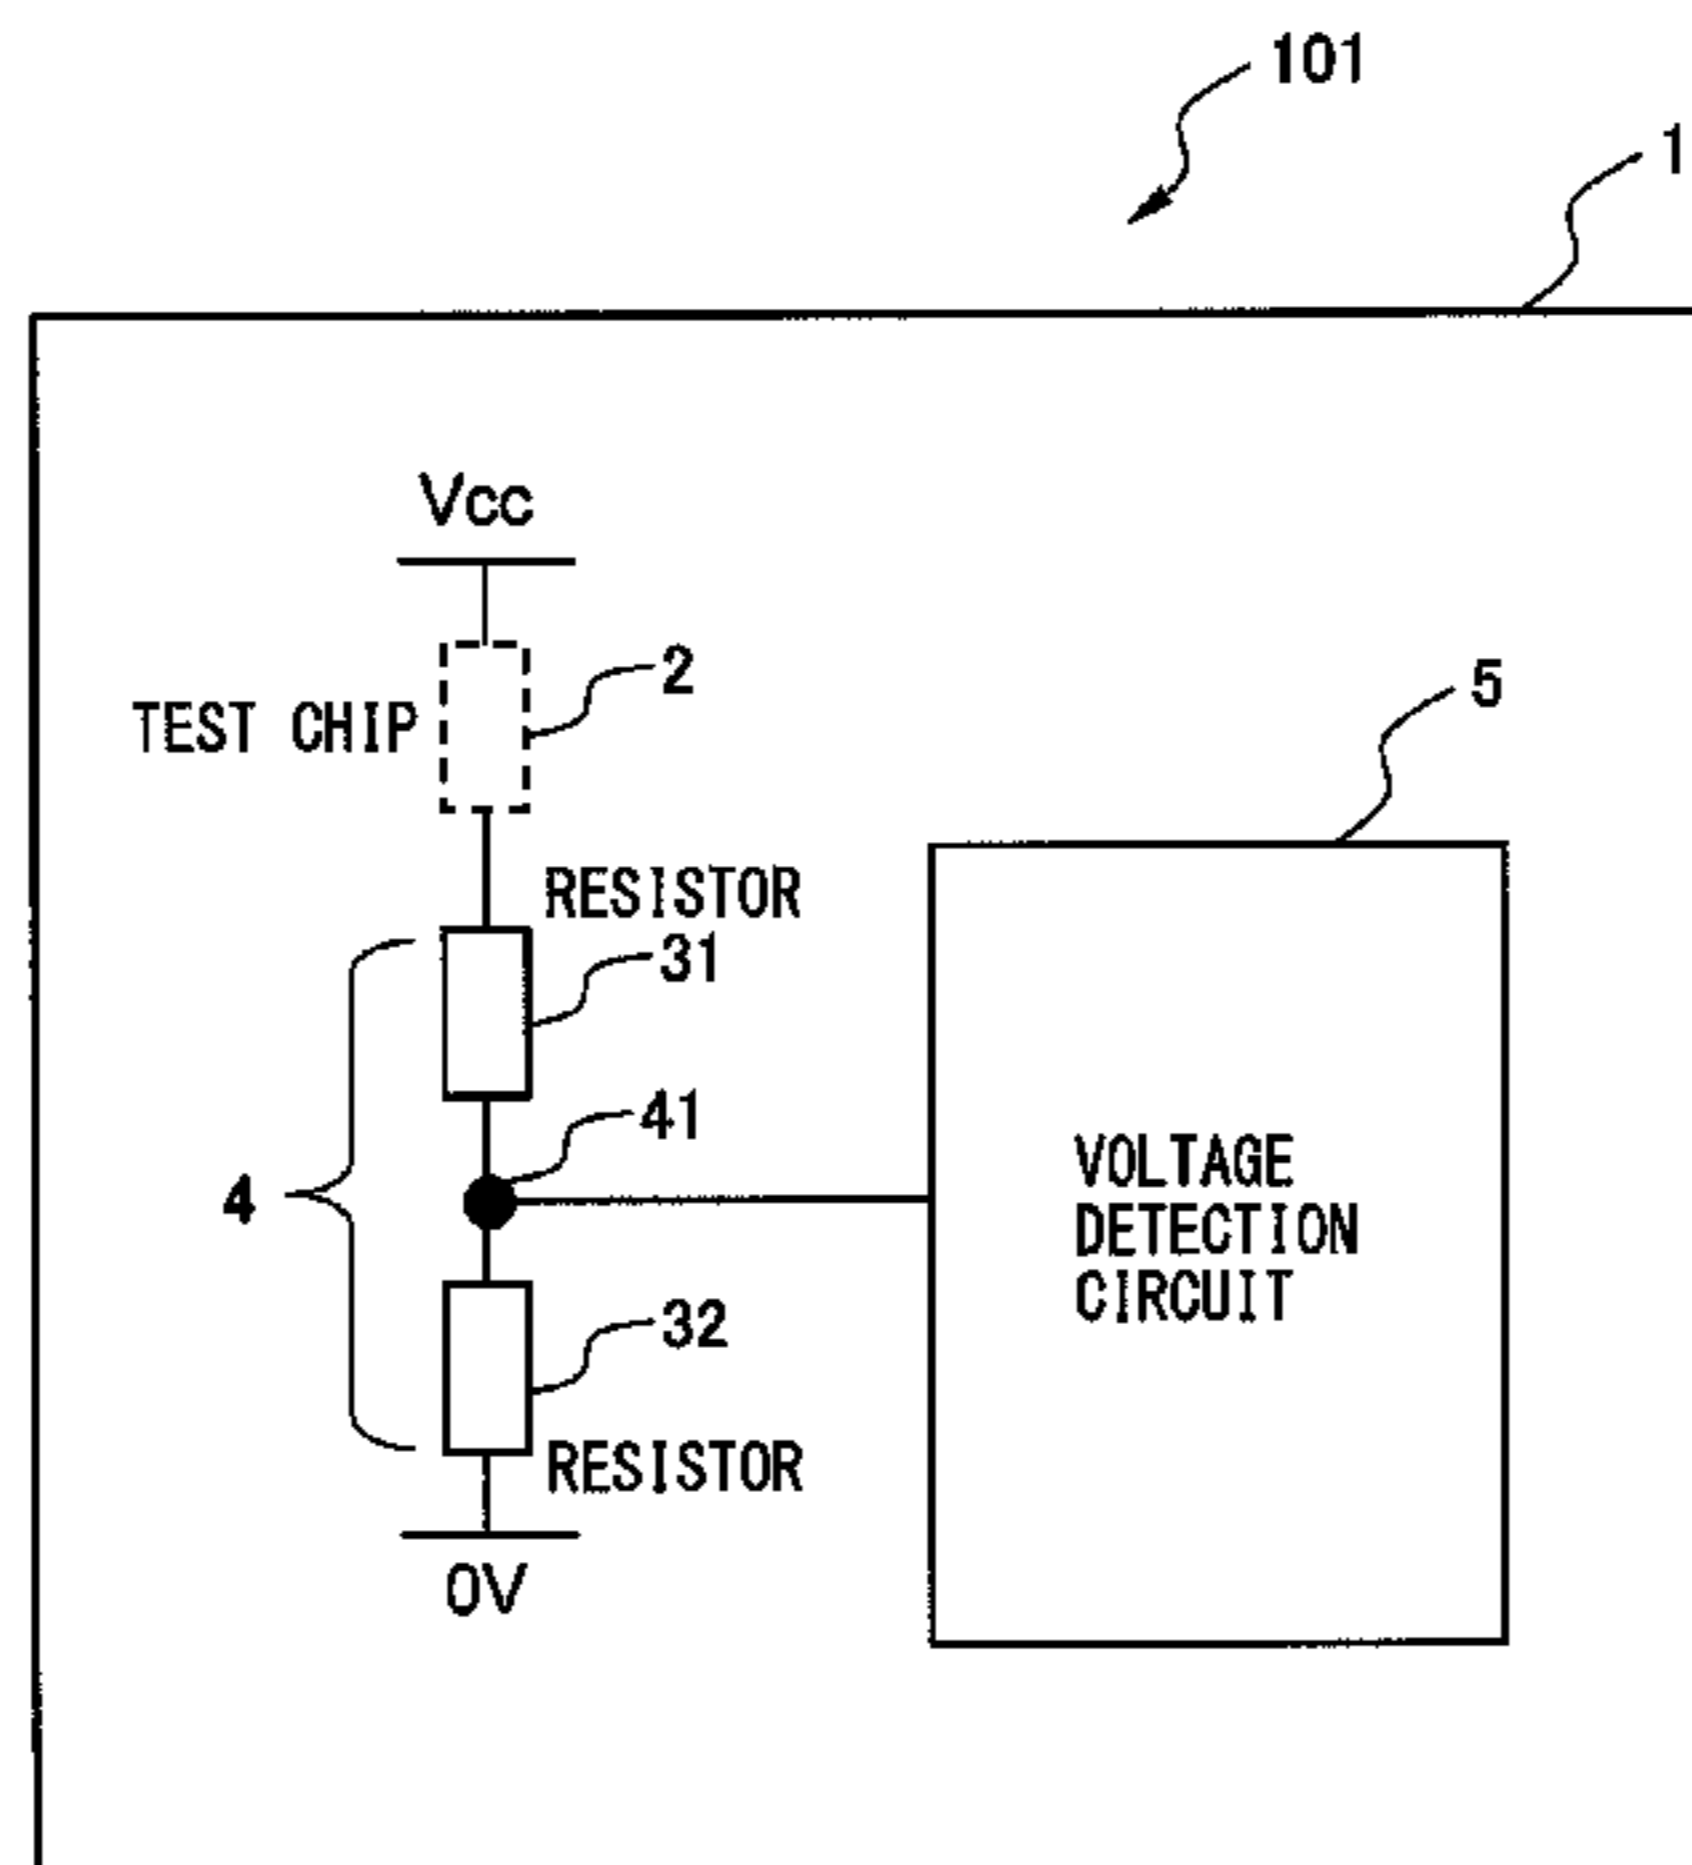 101
1
Vcc
2
TEST CHIP
5
RESISTOR
31
41
4
VOLTAGE
DETECTION
CIRCUIT
32
RESISTOR
0V